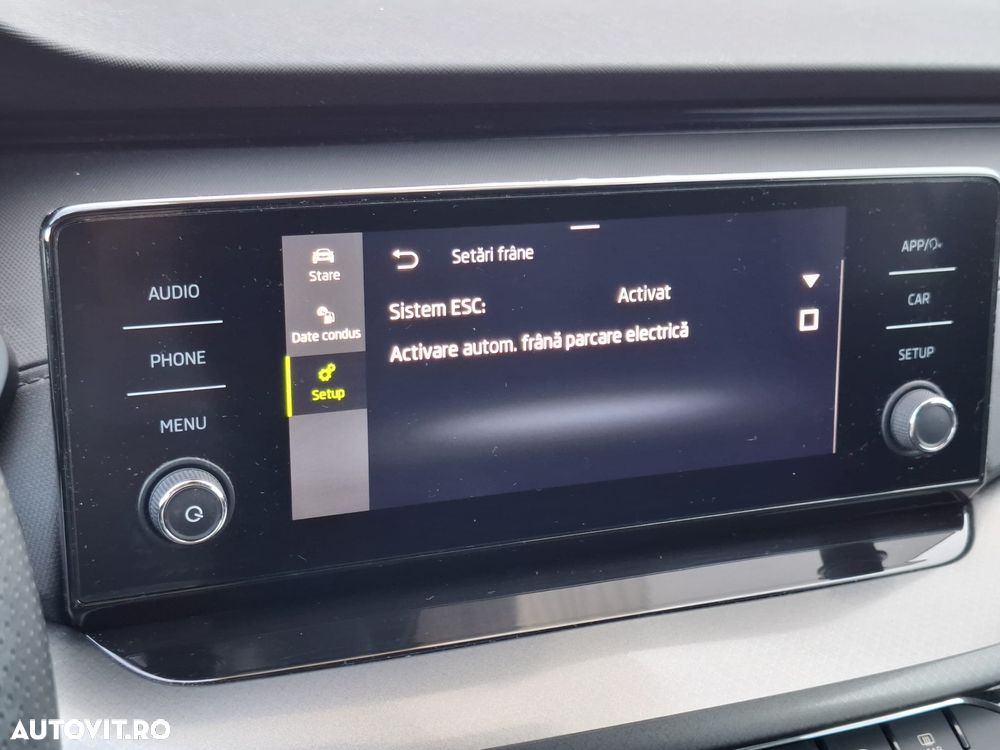 AUDIO
PHONE
MENU
Stare
Date condus
Setup
Setări frâne
Sistem ESC: Activat
Activare autom. frână parcare electrică
APP/
CAR
SETUP
AUTOVIT.RO